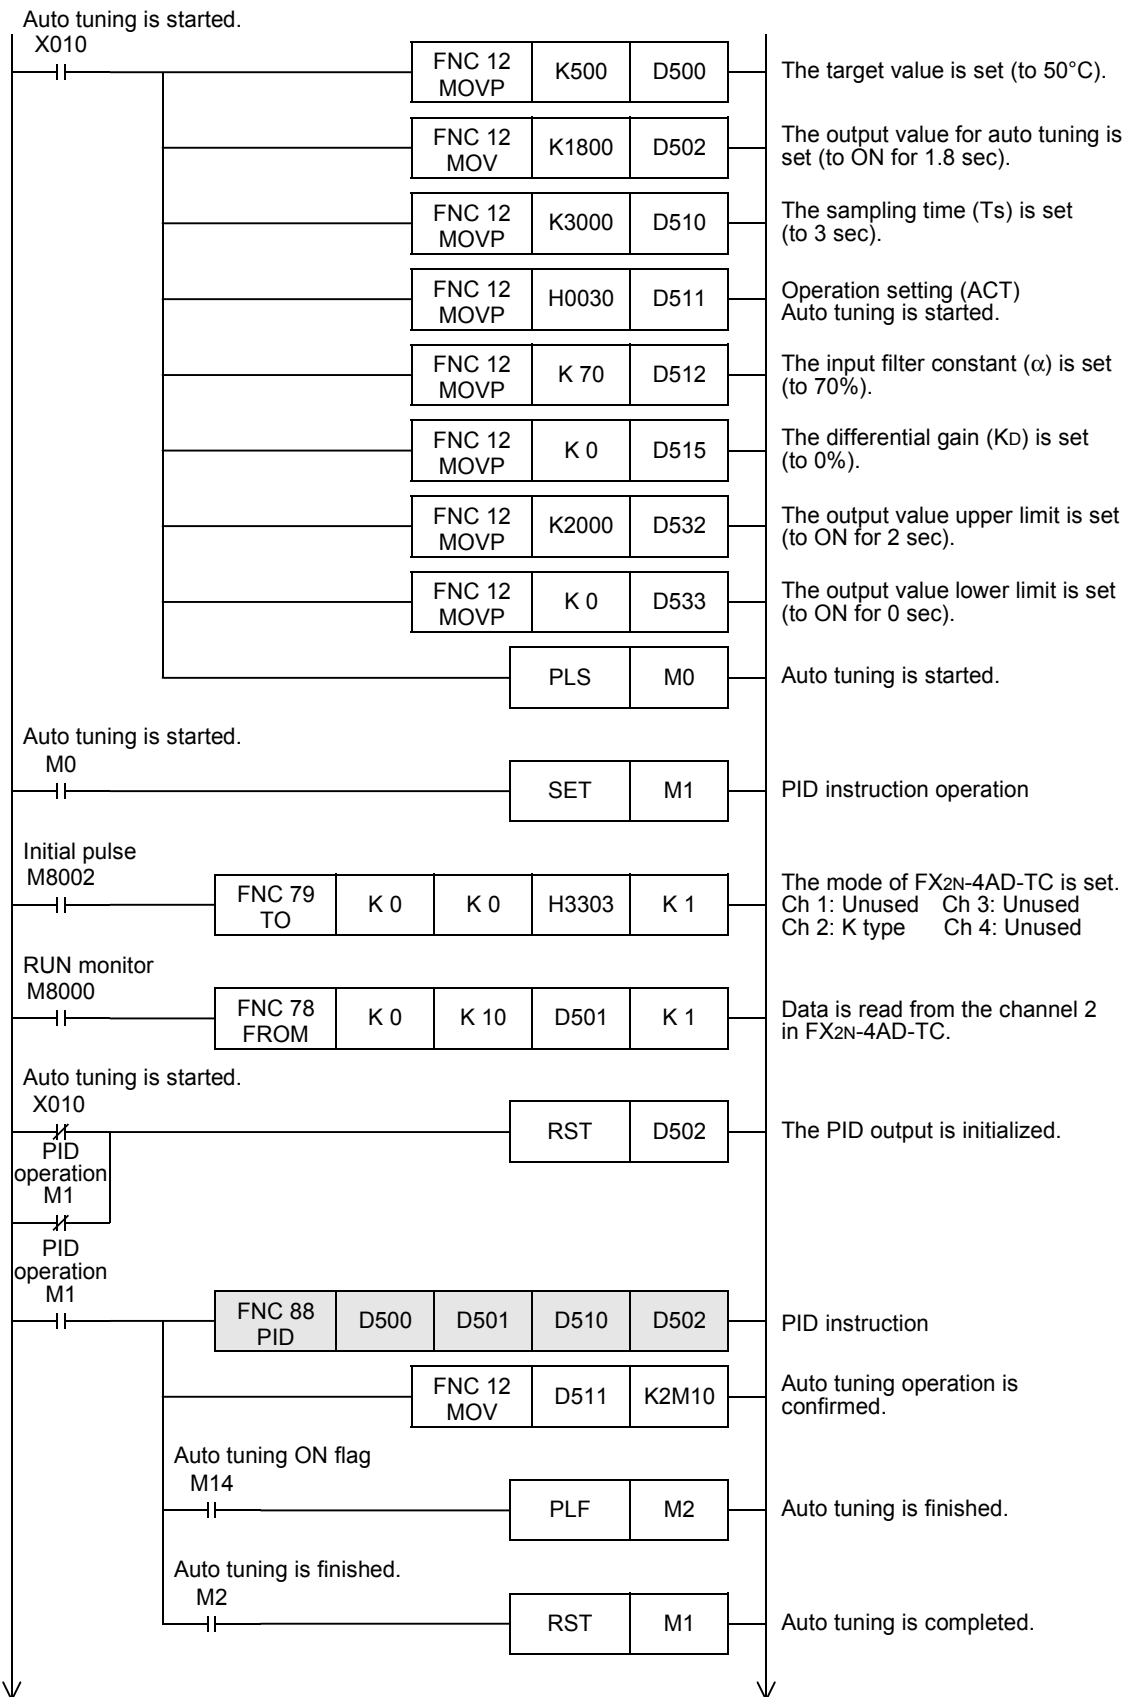 Auto tuning is started.
X010
FNC 12
MOVP
K500
D500
The target value is set (to 50°C).
FNC 12
MOV
K1800
D502
The output value for auto tuning is
set (to ON for 1.8 sec).
FNC 12
MOVP
K3000
D510
The sampling time (Ts) is set
(to 3 sec).
FNC 12
MOVP
H0030
D511
Operation setting (ACT)
Auto tuning is started.
FNC 12
MOVP
K 70
D512
The input filter constant (α) is set
(to 70%).
FNC 12
MOVP
K 0
D515
The differential gain (KD) is set
(to 0%).
FNC 12
MOVP
K2000
D532
The output value upper limit is set
(to ON for 2 sec).
FNC 12
MOVP
K 0
D533
The output value lower limit is set
(to ON for 0 sec).
PLS
M0
Auto tuning is started.
Auto tuning is started.
M0
SET
M1
PID instruction operation
Initial pulse
M8002
FNC 79
TO
K 0
K 0
H3303
K 1
The mode of FX2N-4AD-TC is set.
Ch 1: Unused Ch 3: Unused
Ch 2: K type Ch 4: Unused
RUN monitor
M8000
FNC 78
FROM
K 0
K 10
D501
K 1
Data is read from the channel 2
in FX2N-4AD-TC.
Auto tuning is started.
X010
RST
D502
The PID output is initialized.
PID
operation
M1
PID
operation
M1
FNC 88
PID
D500
D501
D510
D502
PID instruction
FNC 12
MOV
D511
K2M10
Auto tuning operation is
confirmed.
Auto tuning ON flag
M14
PLF
M2
Auto tuning is finished.
Auto tuning is finished.
M2
RST
M1
Auto tuning is completed.